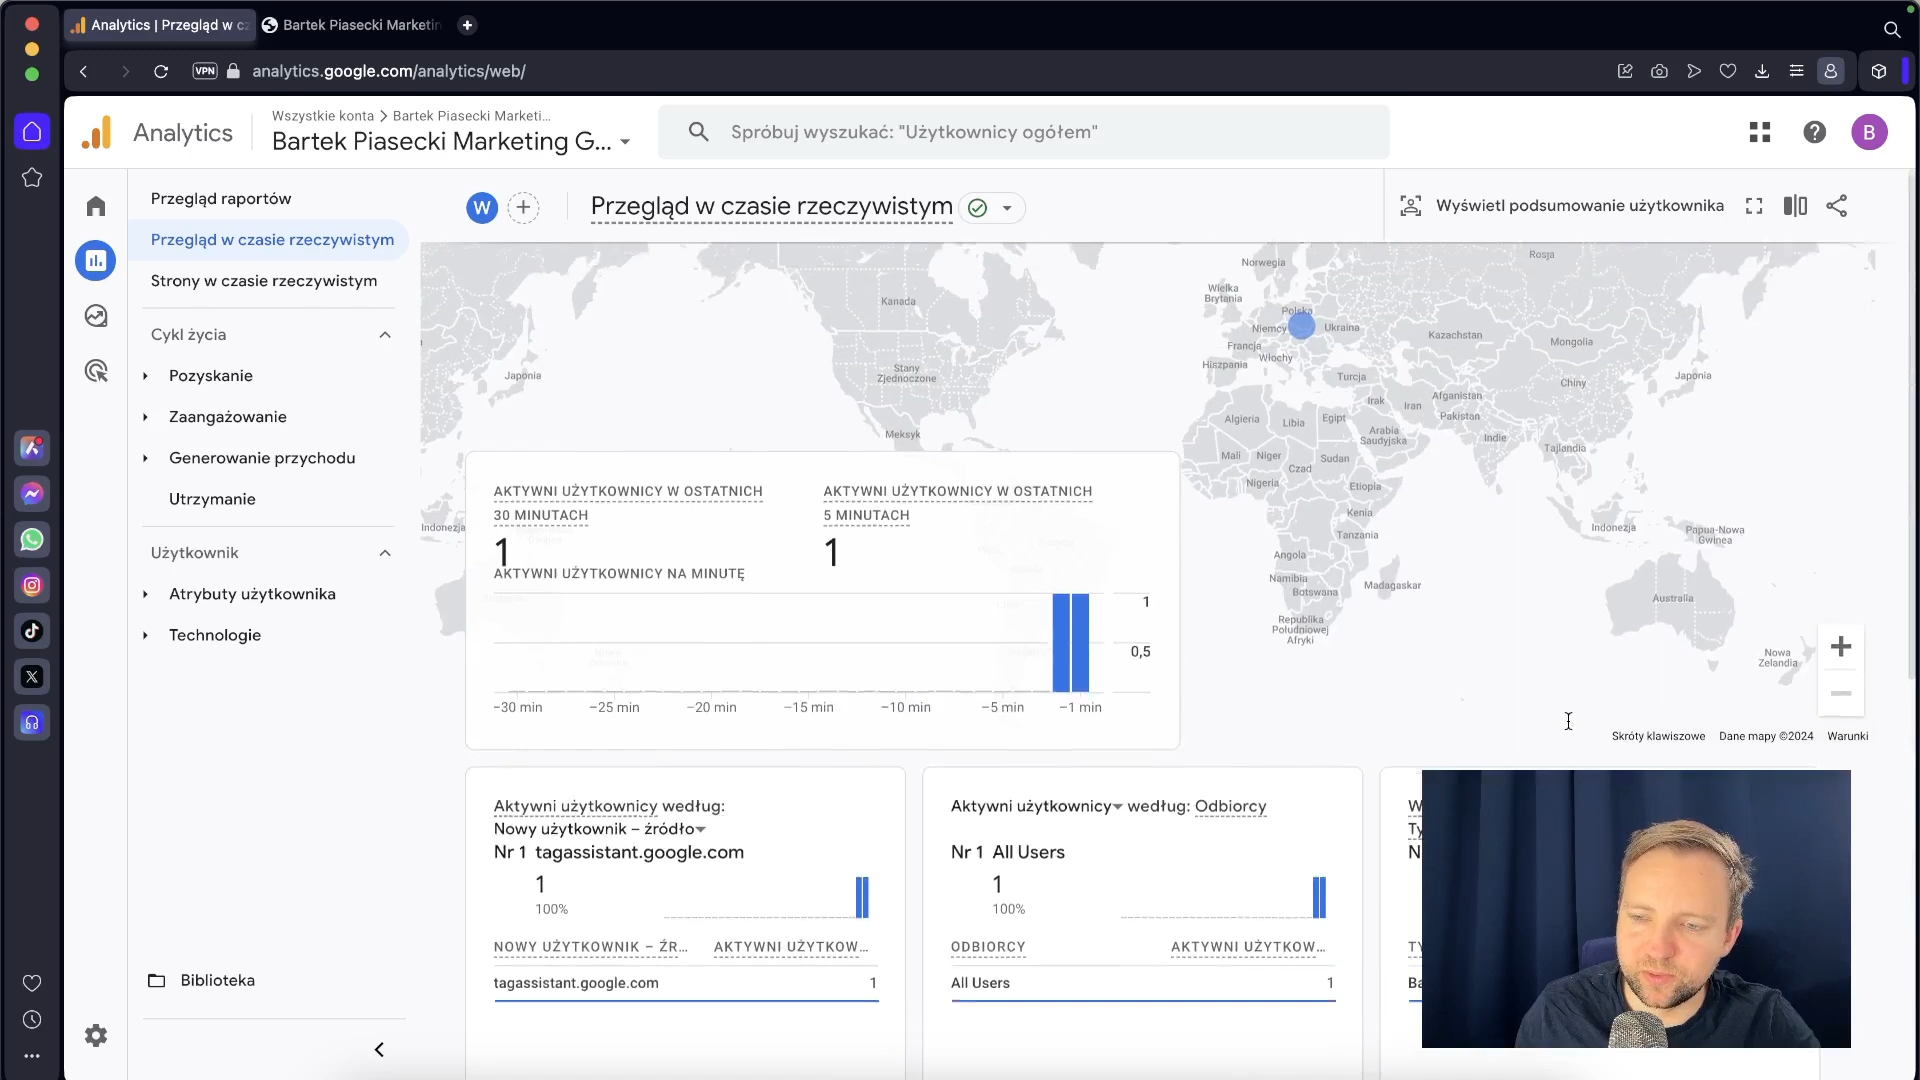 Analytics | Przegląd w cz
Bartek Piasecki Marketin
VPN
analytics.google.com/analytics/web/
Analytics
Wszystkie konta > Bartek Piasecki Marketi...
Bartek Piasecki Marketing G...
Spróbuj wyszukać: "Użytkownicy ogółem"
B
Przegląd raportów
Przegląd w czasie rzeczywistym
Strony w czasie rzeczywistym
Cykl życia
Pozyskanie
Zaangażowanie
Generowanie przychodu
Utrzymanie
Użytkownik
Atrybuty użytkownika
Technologie
Biblioteka
W
Przegląd w czasie rzeczywistym
Wyświetl podsumowanie użytkownika
Norwegia
Rosja
Wielka
Brytania
Kanada
Polska
Niemcy
Ukraina
Kazachstan
Mongolia
Francja
Włochy
Hiszpania
Stany
Zjednoczone
Japonia
Turcja
Chiny
Japonia
Irak
Iran
Afganistan
Pakistan
Algieria
Libia
Egipt
Arabia
Saudyjska
Indie
Tajlandia
Meksyk
Mali
Niger
Czad
Sudan
Nigeria
Etiopia
Kenia
Tanzania
Indonezja
Indonezja
Papua-Nowa
Gwinea
Angola
Namibia
Botswana
Madagaskar
Republika
Południowej
Afryki
Australia
Nowa
Zelandia
AKTYWNI UŻYTKOWNICY W OSTATNICH
30 MINUTACH
1
AKTYWNI UŻYTKOWNICY W OSTATNICH
5 MINUTACH
1
AKTYWNI UŻYTKOWNICY NA MINUTĘ
1
0,5
−30 min −25 min −20 min −15 min −10 min −5 min −1 min
Skróty klawiszowe Dane mapy ©2024 Warunki
Aktywni użytkownicy według:
Nowy użytkownik – źródło
Nr 1 tagassistant.google.com
1
100%
NOWY UŻYTKOWNIK – ŹR... AKTYWNI UŻYTKOW...
tagassistant.google.com 1
Aktywni użytkownicy według: Odbiorcy
Nr 1 All Users
1
100%
ODBIORCY AKTYWNI UŻYTKOW...
All Users 1